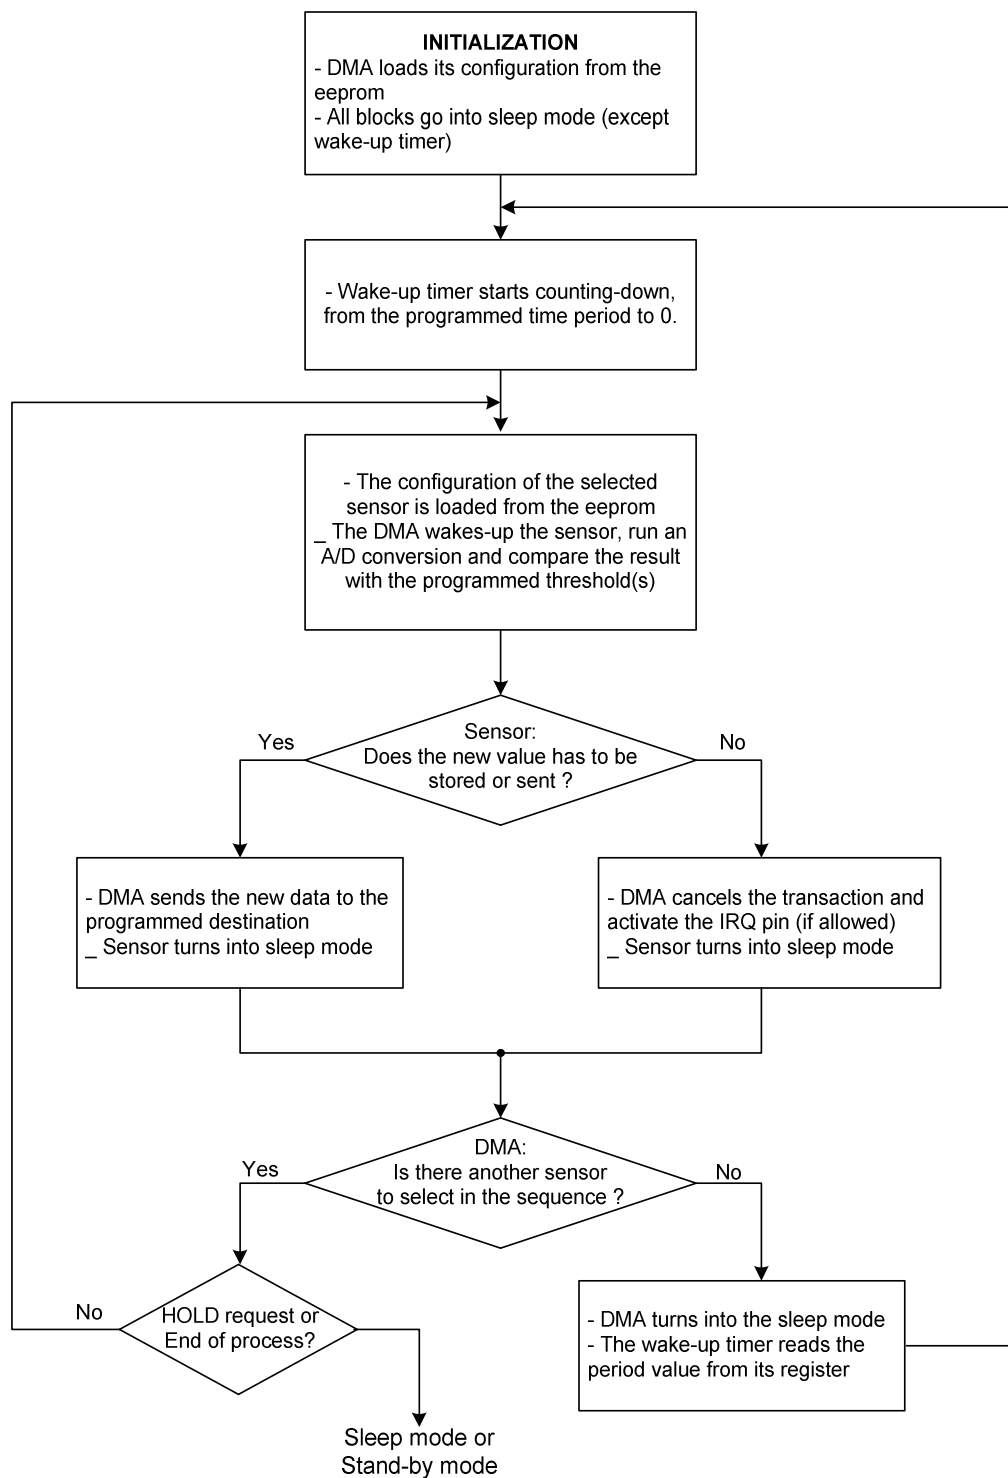 INITIALIZATION
- DMA loads its configuration from the
eeprom
- All blocks go into sleep mode (except
wake-up timer)
- Wake-up timer starts counting-down,
from the programmed time period to 0.
- The configuration of the selected
sensor is loaded from the eeprom
_ The DMA wakes-up the sensor, run an
A/D conversion and compare the result
with the programmed threshold(s)
Sensor:
Does the new value has to be
stored or sent ?
Yes
No
- DMA sends the new data to the
programmed destination
_ Sensor turns into sleep mode
- DMA cancels the transaction and
activate the IRQ pin (if allowed)
_ Sensor turns into sleep mode
DMA:
Is there another sensor
to select in the sequence ?
Yes
No
HOLD request or
End of process?
No
- DMA turns into the sleep mode
- The wake-up timer reads the
period value from its register
Sleep mode or
Stand-by mode